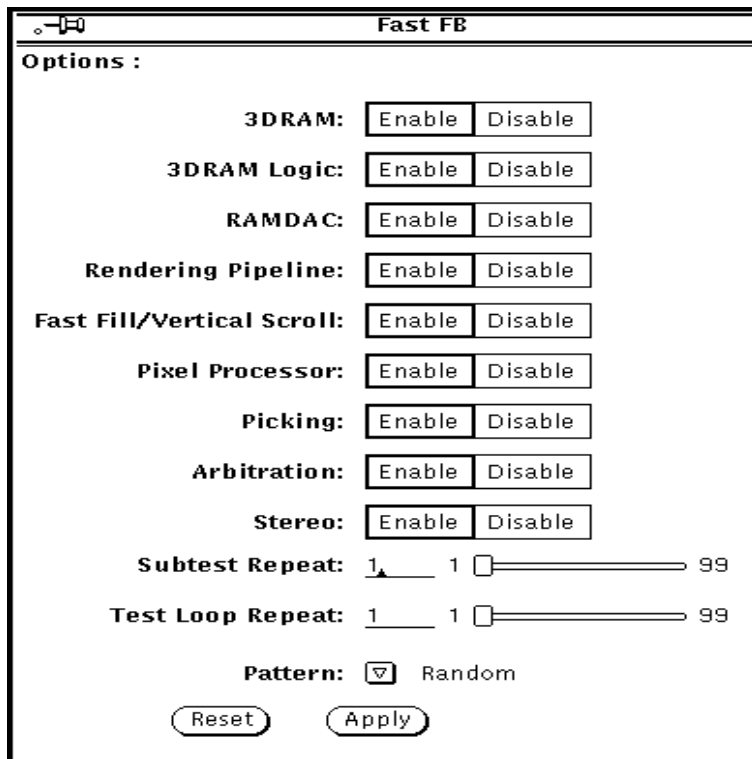 Fast FB
Options :
3DRAM: Enable Disable
3DRAM Logic: Enable Disable
RAMDAC: Enable Disable
Rendering Pipeline: Enable Disable
Fast Fill/Vertical Scroll: Enable Disable
Pixel Processor: Enable Disable
Picking: Enable Disable
Arbitration: Enable Disable
Stereo: Enable Disable
Subtest Repeat: 1 1 99
Test Loop Repeat: 1 1 99
Pattern: Random
Reset Apply